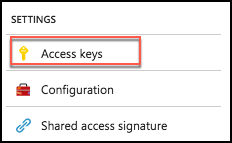 SETTINGS
Access keys
Configuration
Shared access signature